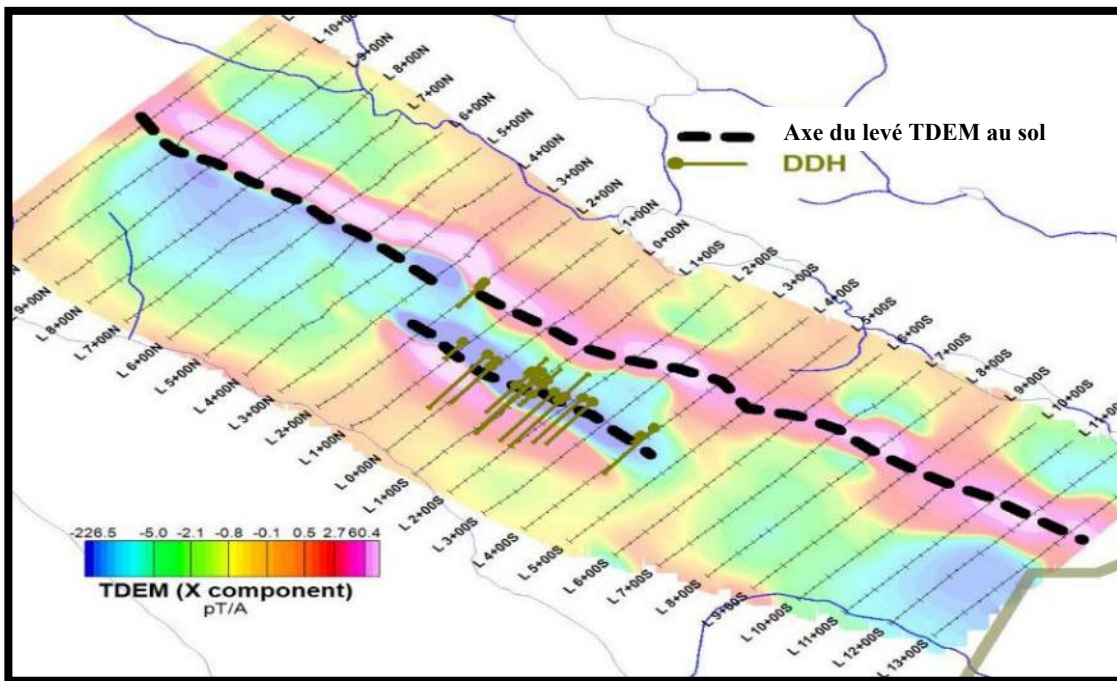 L 10+00N
L 9+00N
L 8+00N
L 7+00N
L 6+00N
L 5+00N
L 4+00N
L 3+00N
L 2+00N
L 1+00N
L 0+00N
L 1+00S
L 2+00S
L 3+00S
L 4+00S
L 5+00S
L 6+00S
L 7+00S
L 8+00S
L 9+00S
L 10+00S
Axe du levé TDEM au sol
DDH
L 8+00N
L 7+00N
L 6+00N
L 5+00N
L 4+00N
L 3+00N
L 2+00N
L 1+00N
L 0+00N
L 1+00S
L 2+00S
L 3+00S
L 4+00S
L 5+00S
L 6+00S
L 7+00S
L 8+00S
L 9+00S
L 10+00S
L 11+00S
L 12+00S
L 13+00S
-226.5 -5.0 -2.1 -0.8 -0.1 0.5 2.7 60.4
TDEM (X component)
pT/A